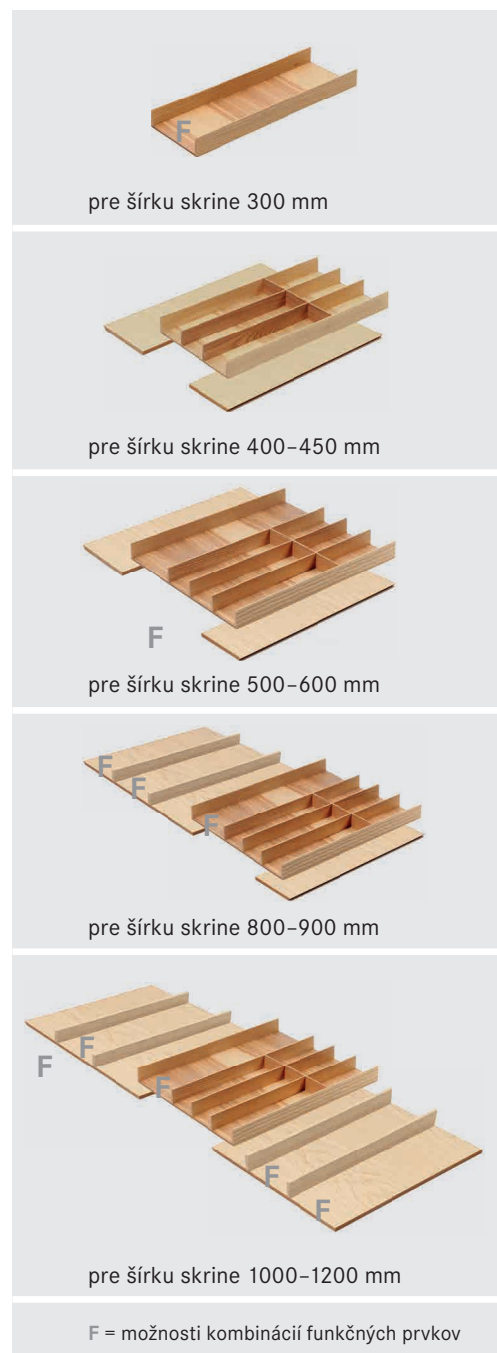 F
pre šírku skrine 300 mm
pre šírku skrine 400–450 mm
F
pre šírku skrine 500–600 mm
F
F
F
pre šírku skrine 800–900 mm
F
F
F
F
F
pre šírku skrine 1000–1200 mm
F = možnosti kombinácií funkčných prvkov